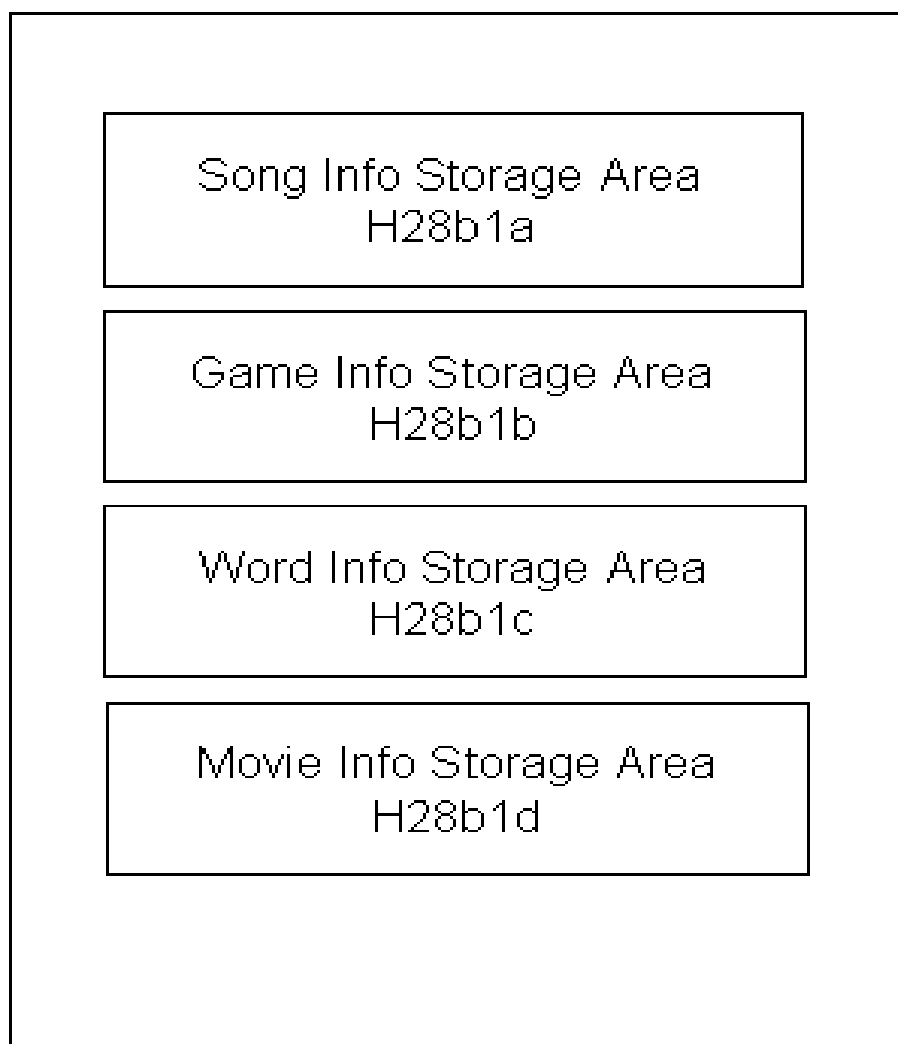 Song Info Storage Area
H28b1a
Game Info Storage Area
H28b1b
Word Info Storage Area
H28b1c
Movie Info Storage Area
H28b1d